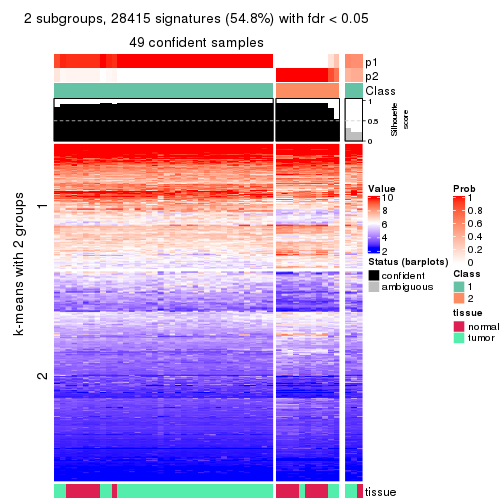 2 subgroups, 28415 signatures (54.8%) with fdr < 0.05
49 confident samples
p1
p2
Class
1
0.5
0
Silhouette
score
k-means with 2 groups
1
2
Value
10
8
6
4
2
Status (barplots)
confident
ambiguous
Prob
1
0.8
0.6
0.4
0.2
0
Class
1
2
tissue
normal
tumor
tissue